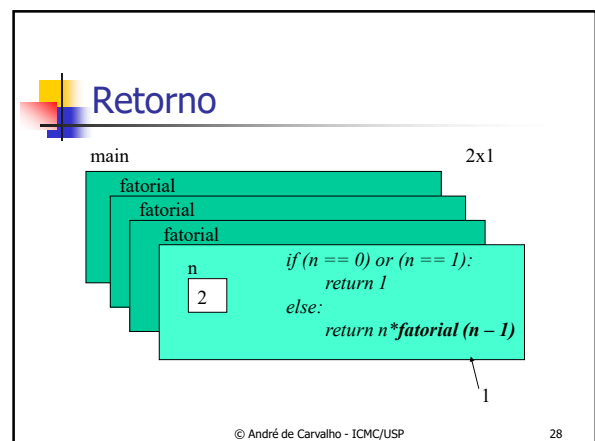 Retorno
main 2x1
fatorial
fatorial
fatorial
n
2
if (n == 0) or (n == 1):
return 1
else:
return n*fatorial (n – 1)
1
© André de Carvalho - ICMC/USP 28